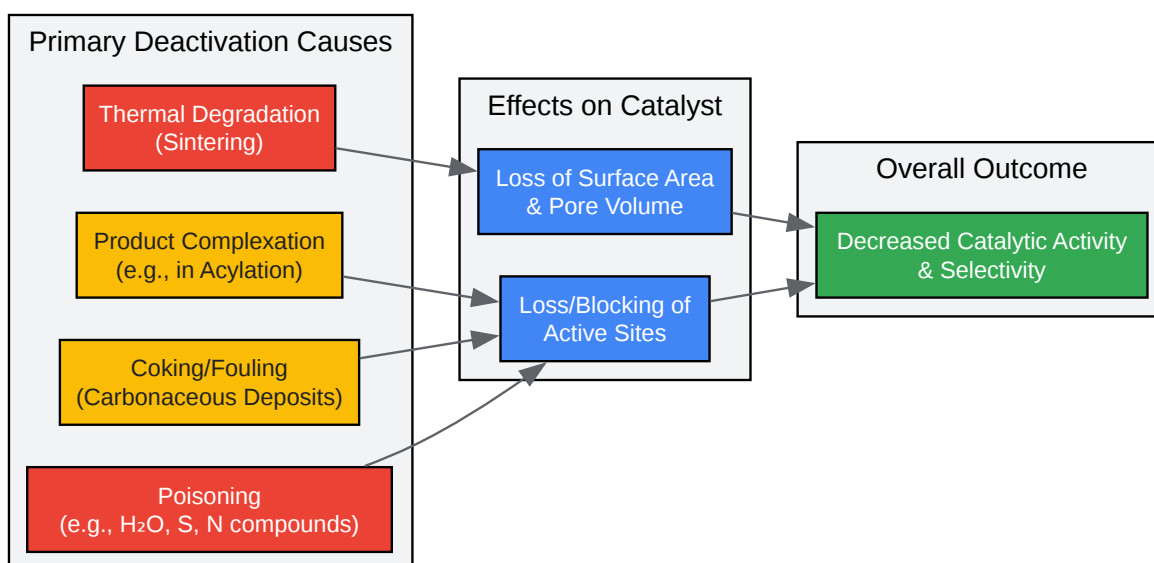 Primary Deactivation Causes
Thermal Degradation
(Sintering)
Product Complexation
(e.g., in Acylation)
Coking/Fouling
(Carbonaceous Deposits)
Poisoning
(e.g., H₂O, S, N compounds)
Effects on Catalyst
Loss of Surface Area
& Pore Volume
Loss/Blocking of
Active Sites
Overall Outcome
Decreased Catalytic Activity
& Selectivity